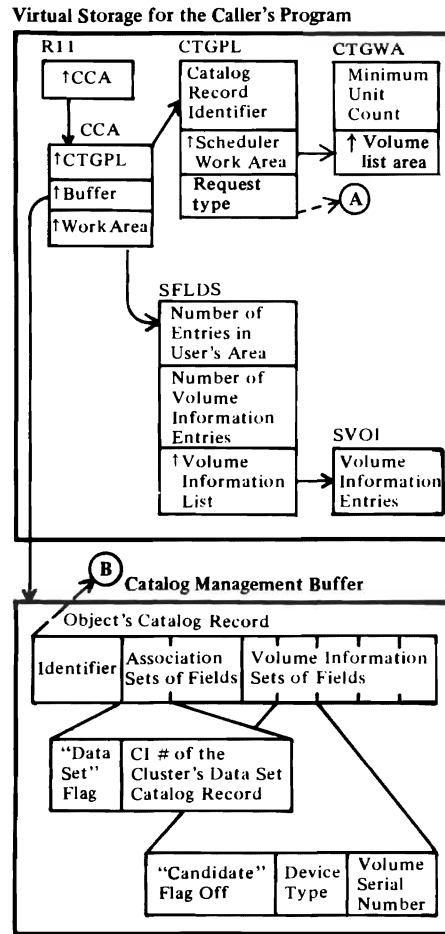 Virtual Storage for the Caller's Program
R11
↑CCA
CCA
↑CTGPL
↑Buffer
↑Work Area
CTGPL
Catalog
Record
Identifier
↑Scheduler
Work Area
Request
type
CTGWA
Minimum
Unit
Count
↑ Volume
list area
A
SFLDS
Number of
Entries in
User's Area
Number of
Volume
Information
Entries
↑Volume
Information
List
SVOI
Volume
Information
Entries
B
Catalog Management Buffer
Object's Catalog Record
Identifier
Association
Sets of Fields
Volume Information
Sets of Fields
"Data
Set"
Flag
CI # of the
Cluster's Data Set
Catalog Record
"Candidate"
Flag Off
Device
Type
Volume
Serial
Number